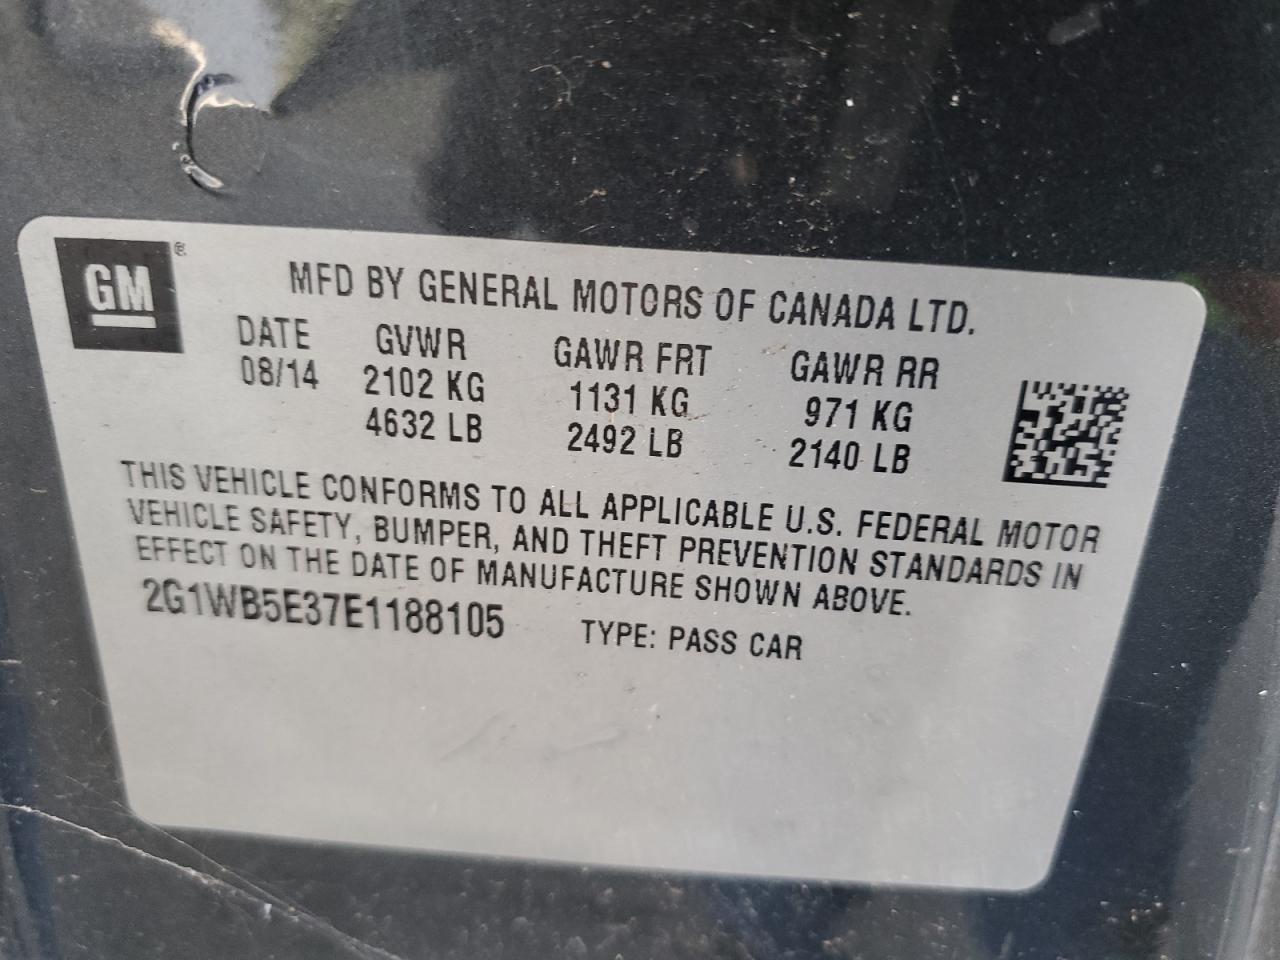 GM ®
MFD BY GENERAL MOTORS OF CANADA LTD.
DATE GVWR GAWR FRT GAWR RR
08/14 2102 KG 1131 KG 971 KG
4632 LB 2492 LB 2140 LB
THIS VEHICLE CONFORMS TO ALL APPLICABLE U.S. FEDERAL MOTOR
VEHICLE SAFETY, BUMPER, AND THEFT PREVENTION STANDARDS IN
EFFECT ON THE DATE OF MANUFACTURE SHOWN ABOVE.
2G1WB5E37E1188105 TYPE: PASS CAR